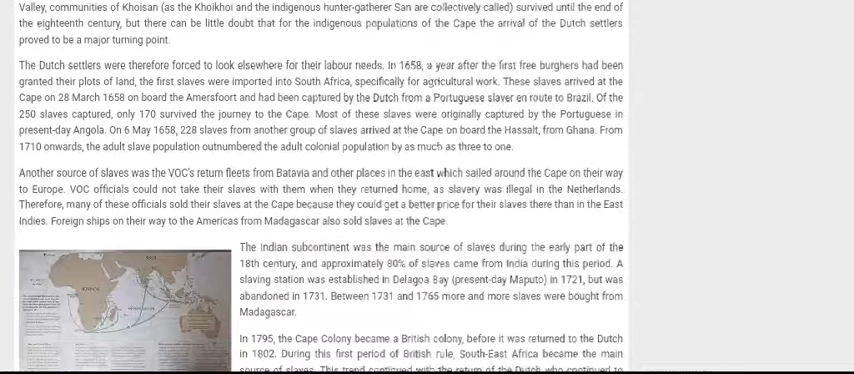 Valley, communities of Khoisan (as the Khoikhoi and the indigenous hunter-gatherer San are collectively called) survived until the end of
the eighteenth century, but there can be little doubt that for the indigenous populations of the Cape the arrival of the Dutch settlers
proved to be a major turning point.
The Dutch settlers were therefore forced to look elsewhere for their labour needs. In 1658, a year after the first free burghers had been
granted their plots of land, the first slaves were imported into South Africa, specifically for agricultural work. These slaves arrived at the
Cape on 28 March 1658 on board the Amersfoort and had been captured by the Dutch from a Portuguese slaver en route to Brazil. Of the
250 slaves captured, only 170 survived the journey to the Cape. Most of these slaves were originally captured by the Portuguese in
present-day Angola. On 6 May 1658, 228 slaves from another group of slaves arrived at the Cape on board the Hassalt, from Ghana. From
1710 onwards, the adult slave population outnumbered the adult colonial population by as much as three to one.
Another source of slaves was the VOC's return fleets from Batavia and other places in the east which sailed around the Cape on their way
to Europe. VOC officials could not take their slaves with them when they returned home, as slavery was illegal in the Netherlands.
Therefore, many of these officials sold their slaves at the Cape because they could get a better price for their slaves there than in the East
Indies. Foreign ships on their way to the Americas from Madagascar also sold slaves at the Cape.
The Indian subcontinent was the main source of slaves during the early part of the
18th century, and approximately 80% of slaves came from India during this period. A
slaving station was established in Delagoa Bay (present-day Maputo) in 1721, but was
abandoned in 1731. Between 1731 and 1765 more and more slaves were bought from
Madagascar.
In 1795, the Cape Colony became a British colony, before it was returned to the Dutch
in 1802. During this first period of British rule, South-East Africa became the main
source of slaves. This trend continued with the return of the Dutch who continued to